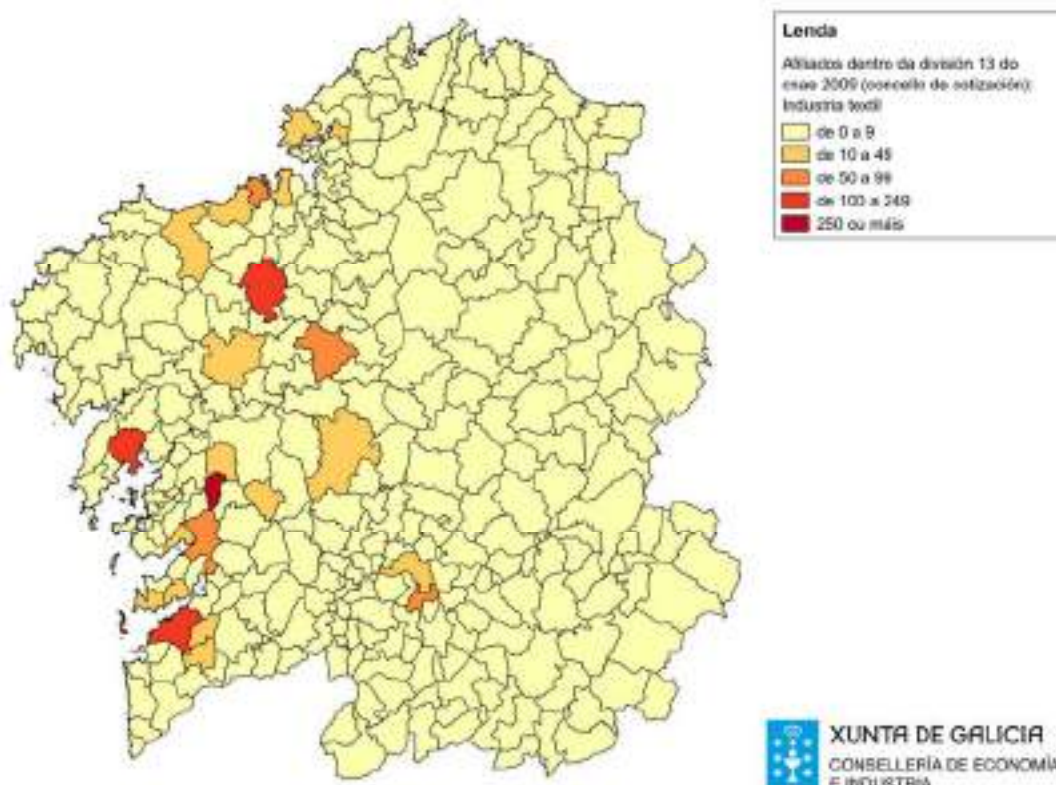 Lenda
Afiliados dentro da división 13 do
cnae 2009 (concello de cotización):
Industria textil
de 0 a 9
de 10 a 49
de 50 a 99
de 100 a 249
250 ou máis
XUNTA DE GALICIA
CONSELLERÍA DE ECONOMÍA
E INDUSTRIA